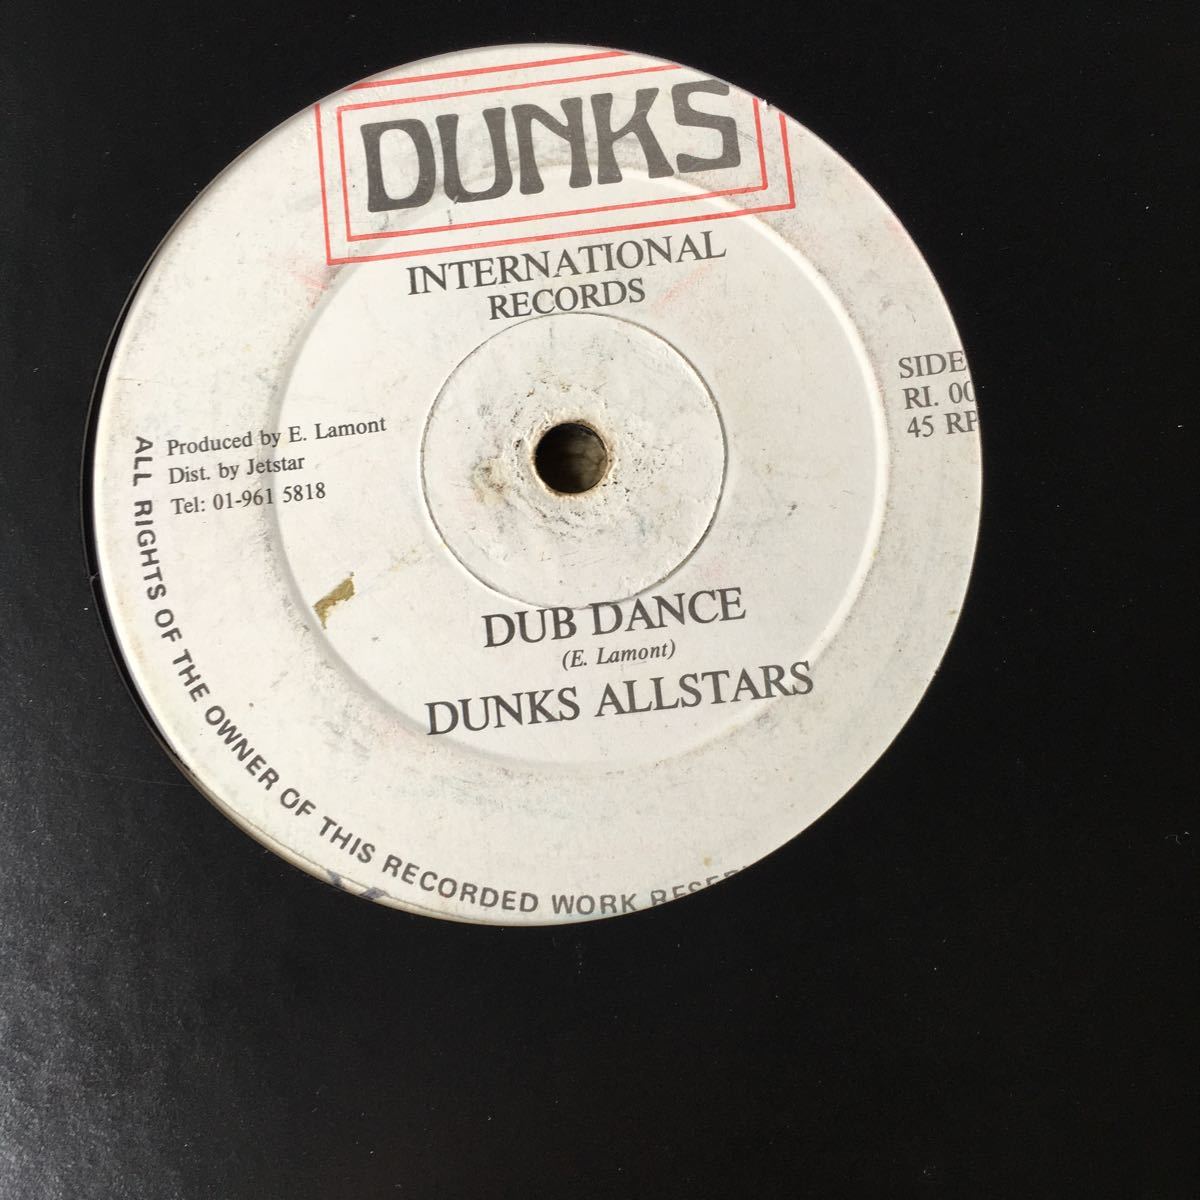 DUNKS
INTERNATIONAL
RECORDS
SIDE
RI. 00
45 RP
Produced by E. Lamont
Dist. by Jetstar
Tel: 01-961 5818
DUB DANCE
(E. Lamont)
DUNKS ALLSTARS
ALL RIGHTS OF THE OWNER OF THIS RECORDED WORK RESER